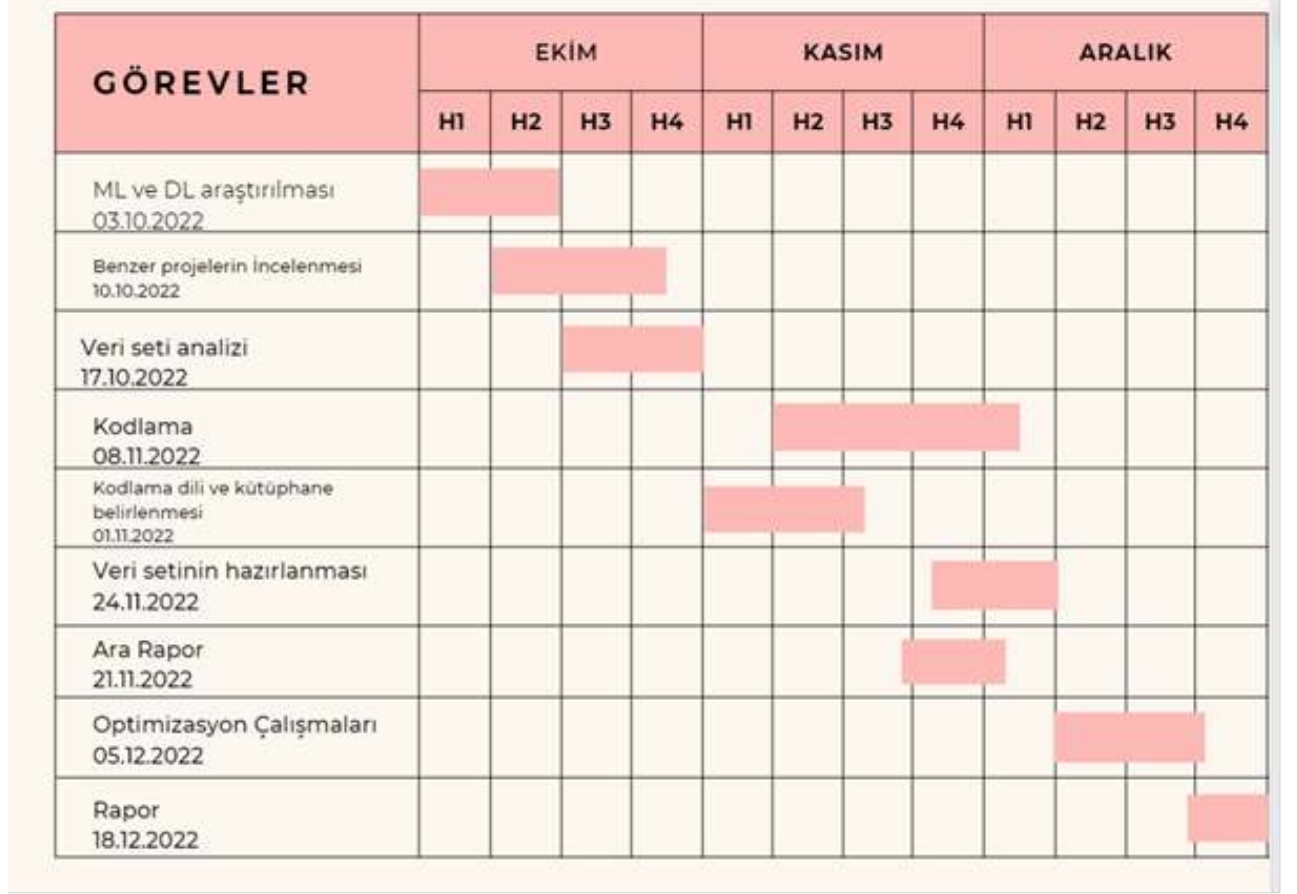 GÖREVLER
EKİM KASIM ARALIK
H1 H2 H3 H4 H1 H2 H3 H4 H1 H2 H3 H4
ML ve DL araştırılması
03.10.2022
Benzer projelerin İncelenmesi
10.10.2022
Veri seti analizi
17.10.2022
Kodlama
08.11.2022
Kodlama dili ve kütüphane
belirlenmesi
01.11.2022
Veri setinin hazırlanması
24.11.2022
Ara Rapor
21.11.2022
Optimizasyon Çalışmaları
05.12.2022
Rapor
18.12.2022